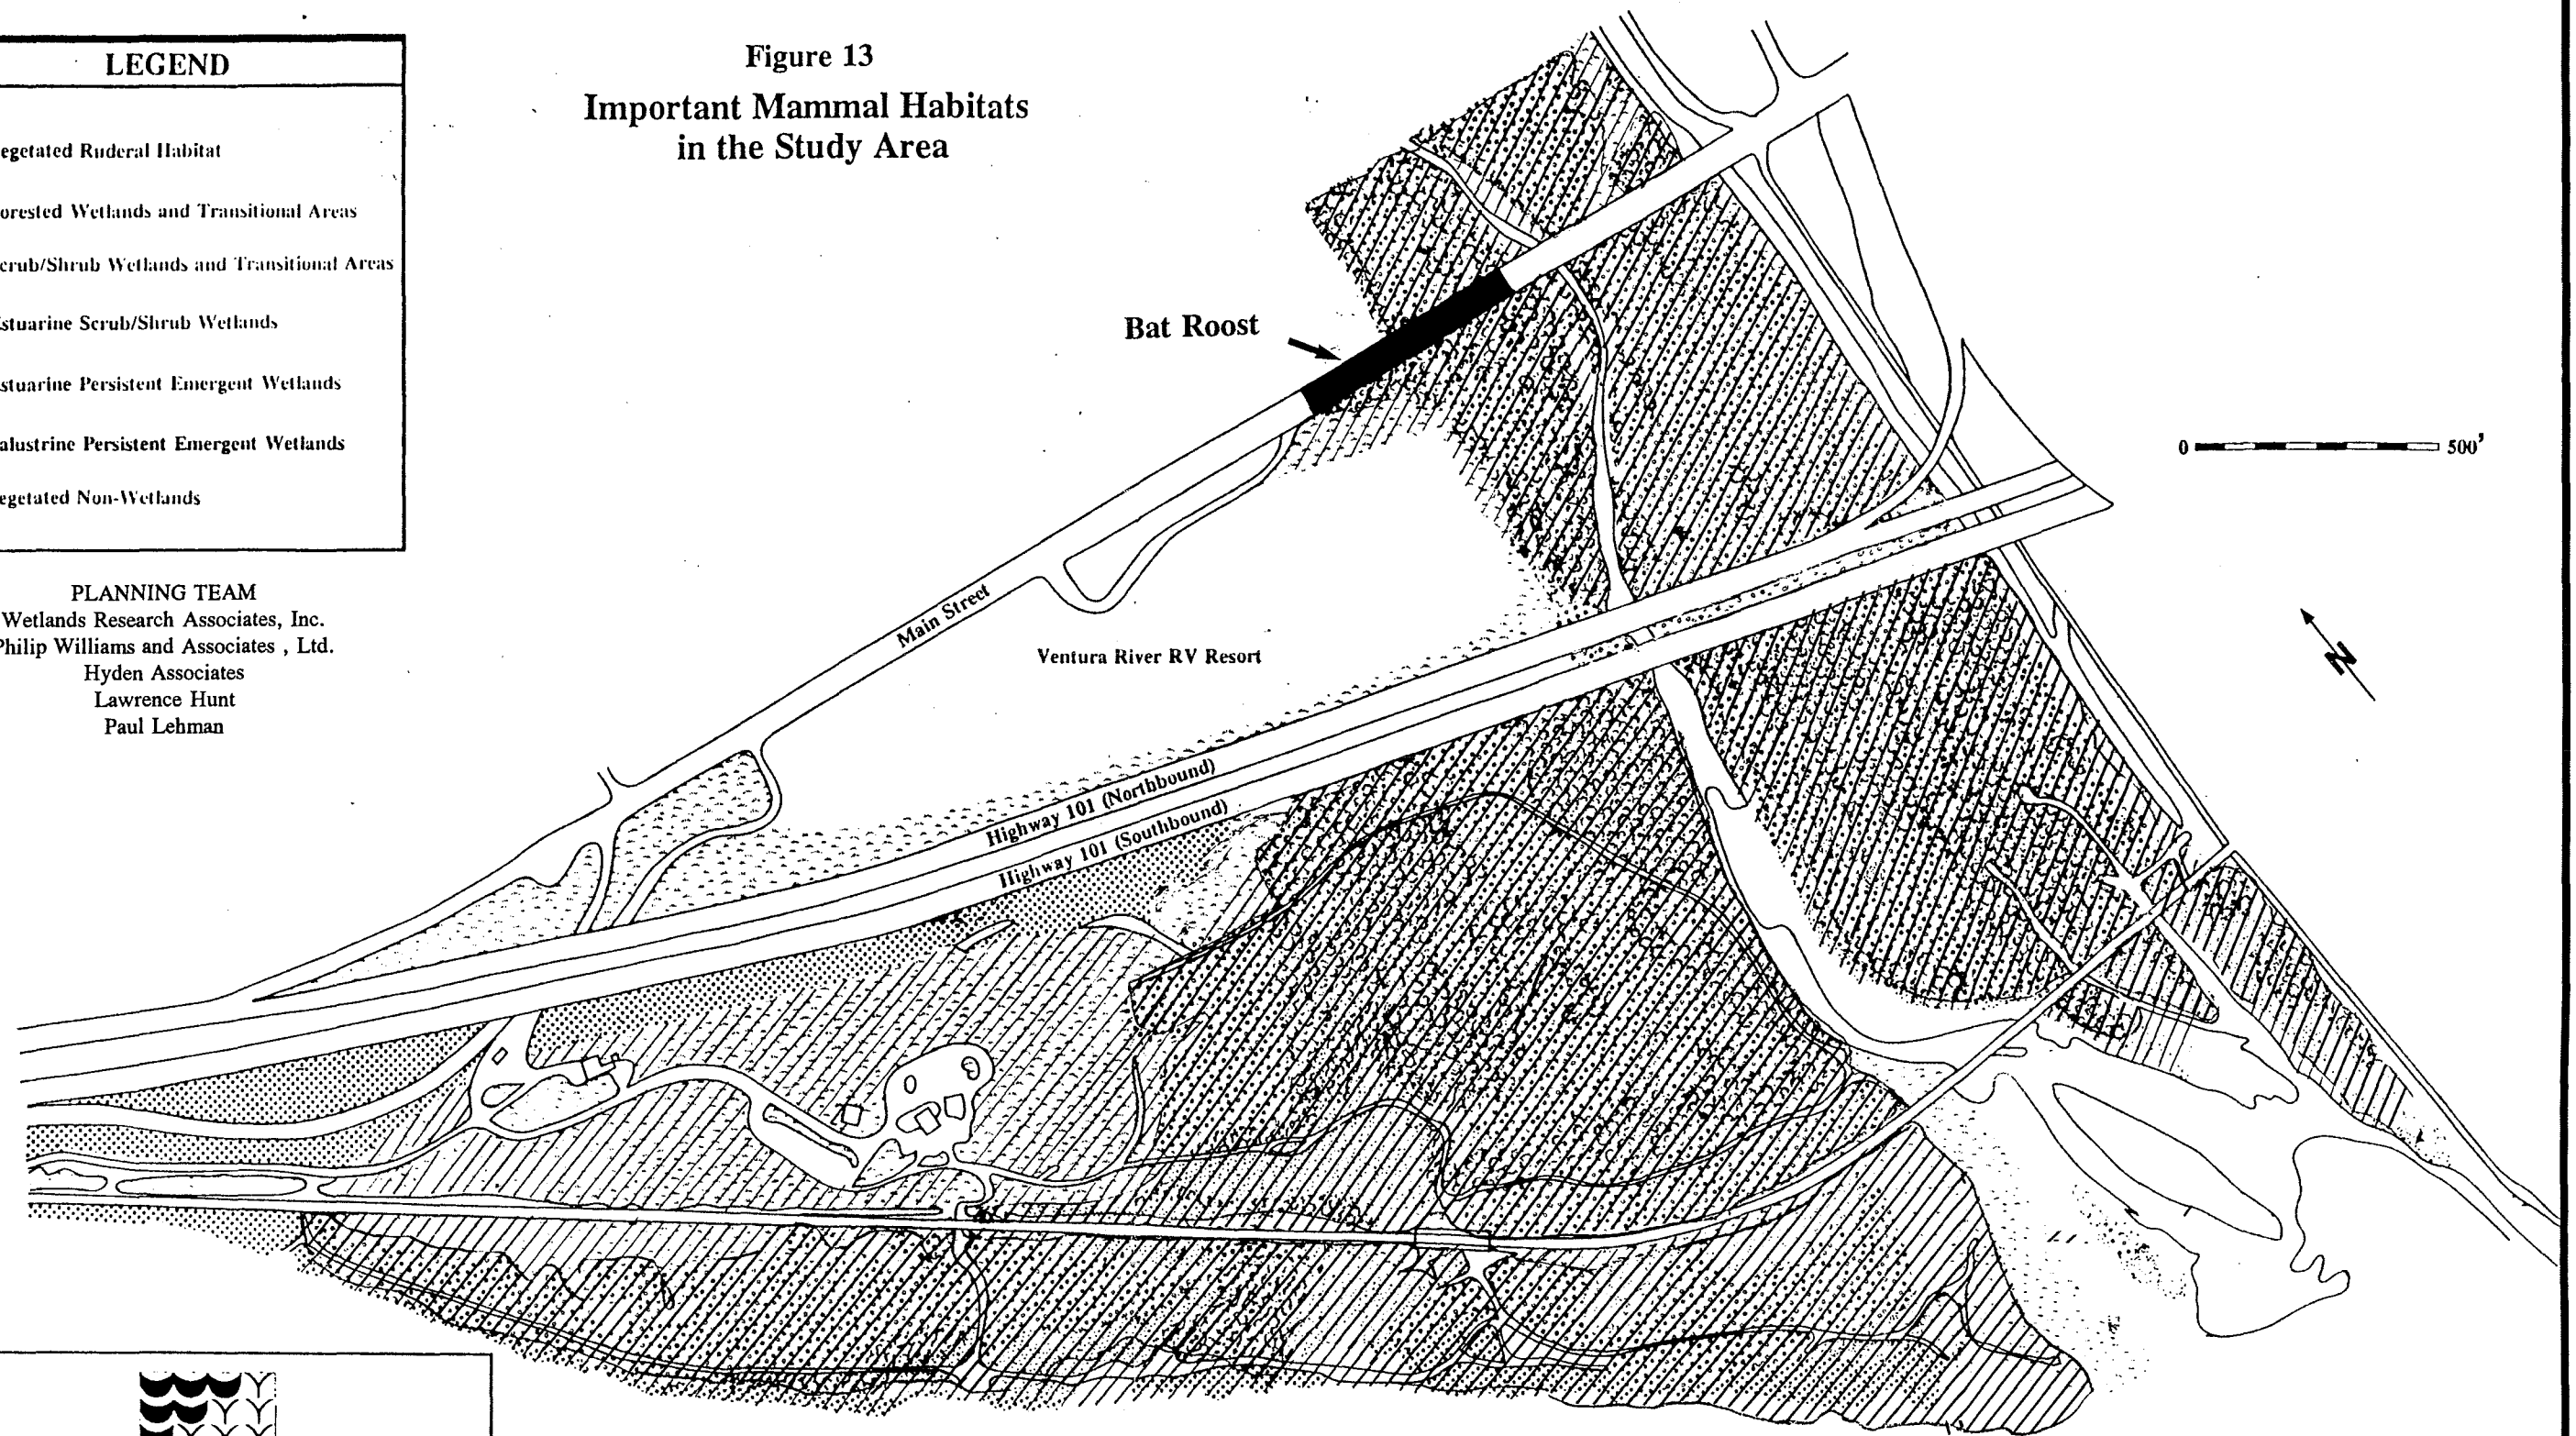 LEGEND
egetated Ruderal Habitat
orested Wetlands and Transitional Areas
crub/Shrub Wetlands and Transitional Areas
stuarine Scrub/Shrub Wetlands
stuarine Persistent Emergent Wetlands
alustrine Persistent Emergent Wetlands
egetated Non-Wetlands
PLANNING TEAM
Wetlands Research Associates, Inc.
Philip Williams and Associates , Ltd.
Hyden Associates
Lawrence Hunt
Paul Lehman
Figure 13
Important Mammal Habitats
in the Study Area
Bat Roost
0 500'
N
Main Street
Ventura River RV Resort
Highway 101 (Northbound)
Highway 101 (Southbound)